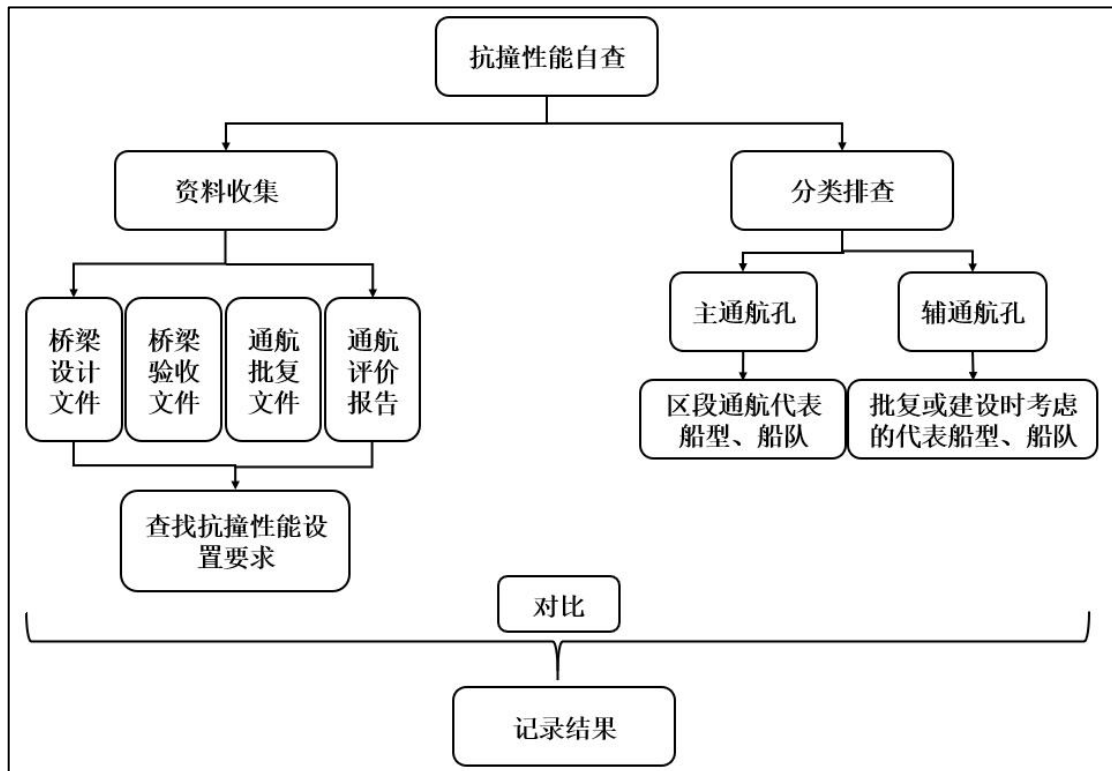 抗撞性能自查
资料收集
分类排查
桥梁
设计
文件
桥梁
验收
文件
通航
批复
文件
通航
评价
报告
主通航孔
辅通航孔
区段通航代表
船型、船队
批复或建设时考虑
的代表船型、船队
查找抗撞性能设
置要求
对比
记录结果